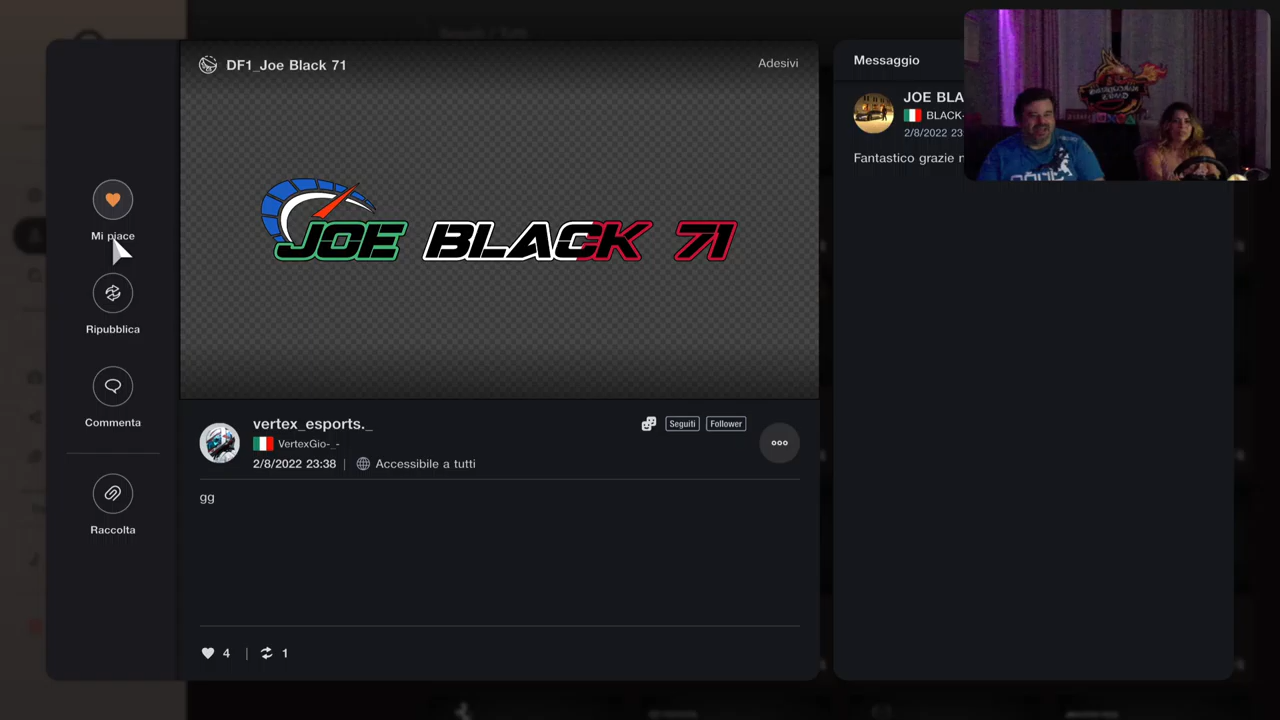 DF1_Joe Black 71
Adesivi
JOE BLACK 71
Mi piace
Ripubblica
Commenta
Raccolta
vertex_esports._
VertexGio-_-
Seguiti
Follower
2/8/2022 23:38 | Accessibile a tutti
gg
4 | 1
Messaggio
JOE BLA
BLACK-
2/8/2022 23:
Fantastico grazie